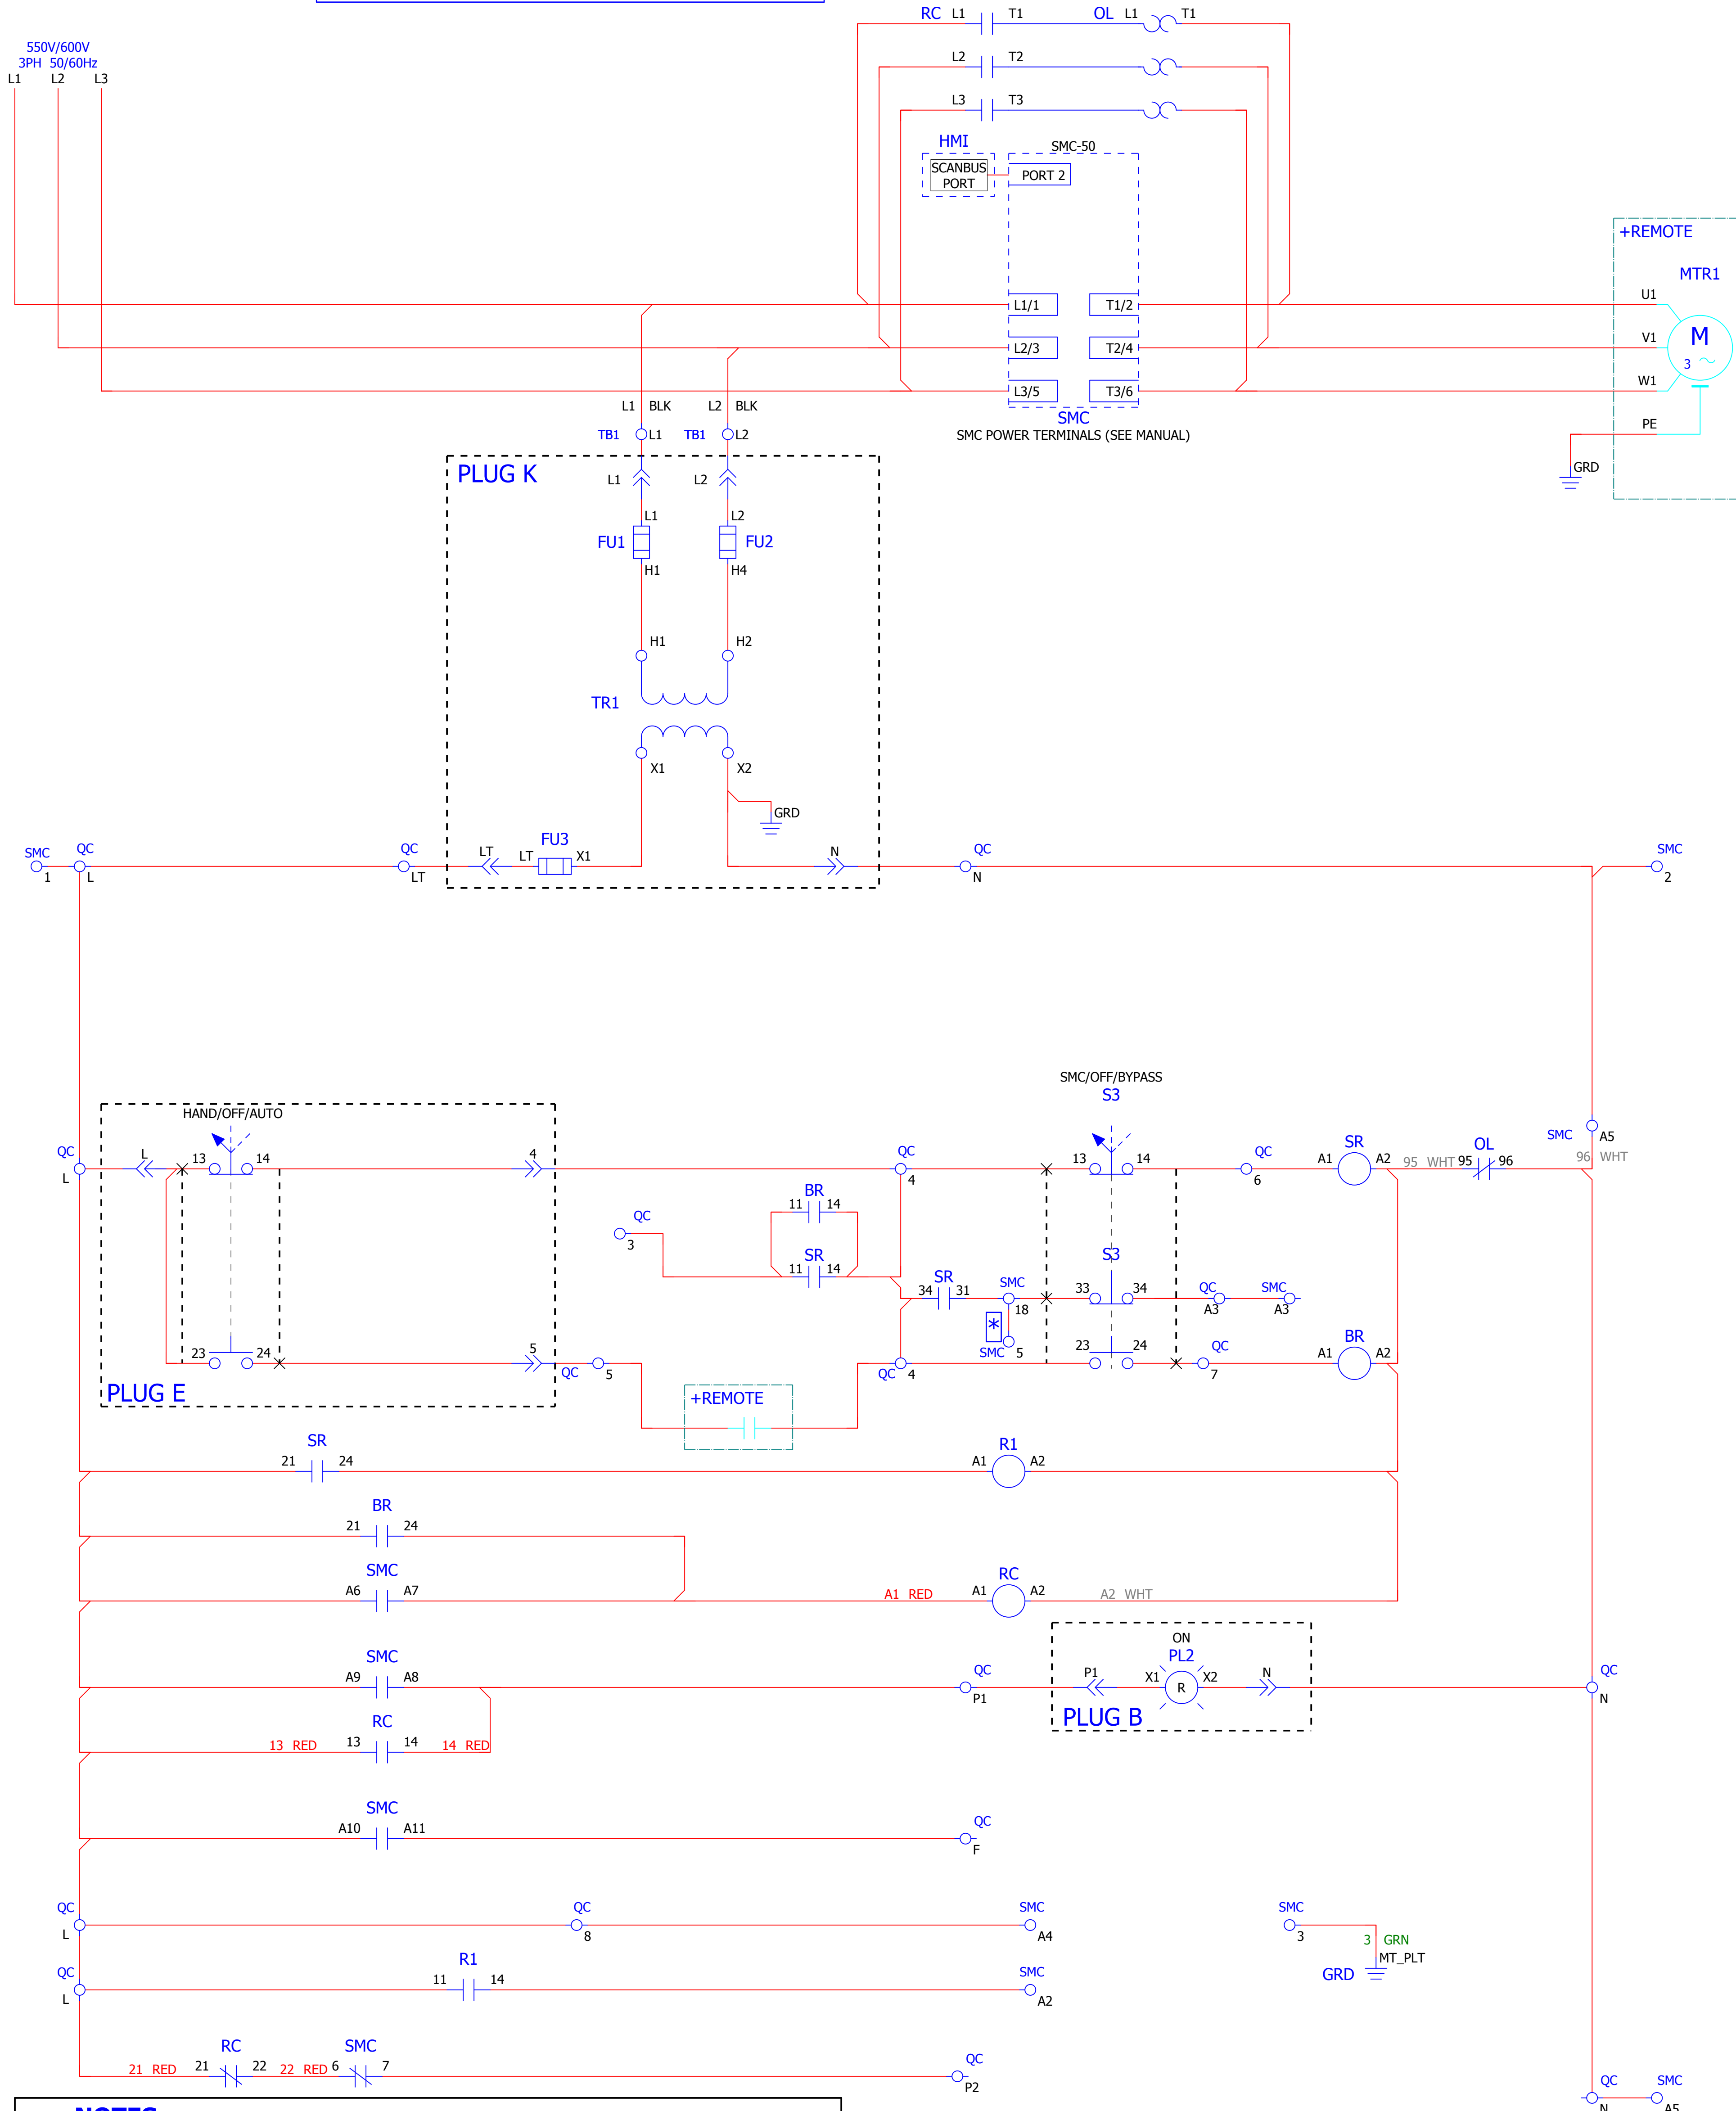 RC L1 T1 OL L1 T1
550V/600V
3PH 50/60Hz
L1 L2 L3
L2 T2
L3 T3
HMI
SMC-50
SCANBUS
PORT
PORT 2
+REMOTE
MTR1
L1/1 T1/2 U1
L2/3 T2/4 V1
M
3
L3/5 T3/6 W1
L1 BLK L2 BLK
SMC
SMC POWER TERMINALS (SEE MANUAL)
PE
GRD
TB1 L1 TB1 L2
PLUG K
L1 L2
L1 L2
FU1 FU2
H1 H4
H1 H2
TR1
X1 X2
GRD
SMC QC QC LT LT FU3 X1 N QC SMC
1 L LT N 2
SMC/OFF/BYPASS
S3
HAND/OFF/AUTO
SMC A5
QC L 13 14 4 QC 13 14 QC SR OL
L 4 6 A1 A2 95 WHT 95 96 96 WHT
BR
11 14
QC
3
SR
11 14
S3
SR
34 31 SMC 33 34 QC SMC
18 A3 A3
*
SMC 5
23 24 5 QC 5 QC 4 23 24 QC BR
7 A1 A2
PLUG E
+REMOTE
SR R1
21 24 A1 A2
BR
21 24
SMC RC
A6 A7 A1 RED A1 A2 A2 WHT
ON
SMC PL2
A9 A8 QC P1 X1 R X2 N QC
P1 N
PLUG B
RC
13 RED 13 14 14 RED
SMC
A10 A11 QC
F
QC QC SMC SMC
L 8 A4 3
3 GRN
MT_PLT
GRD
QC R1 SMC
L 11 14 A2
RC SMC
21 RED 21 22 22 RED 6 7 QC
P2
QC SMC
N A5
NOTES